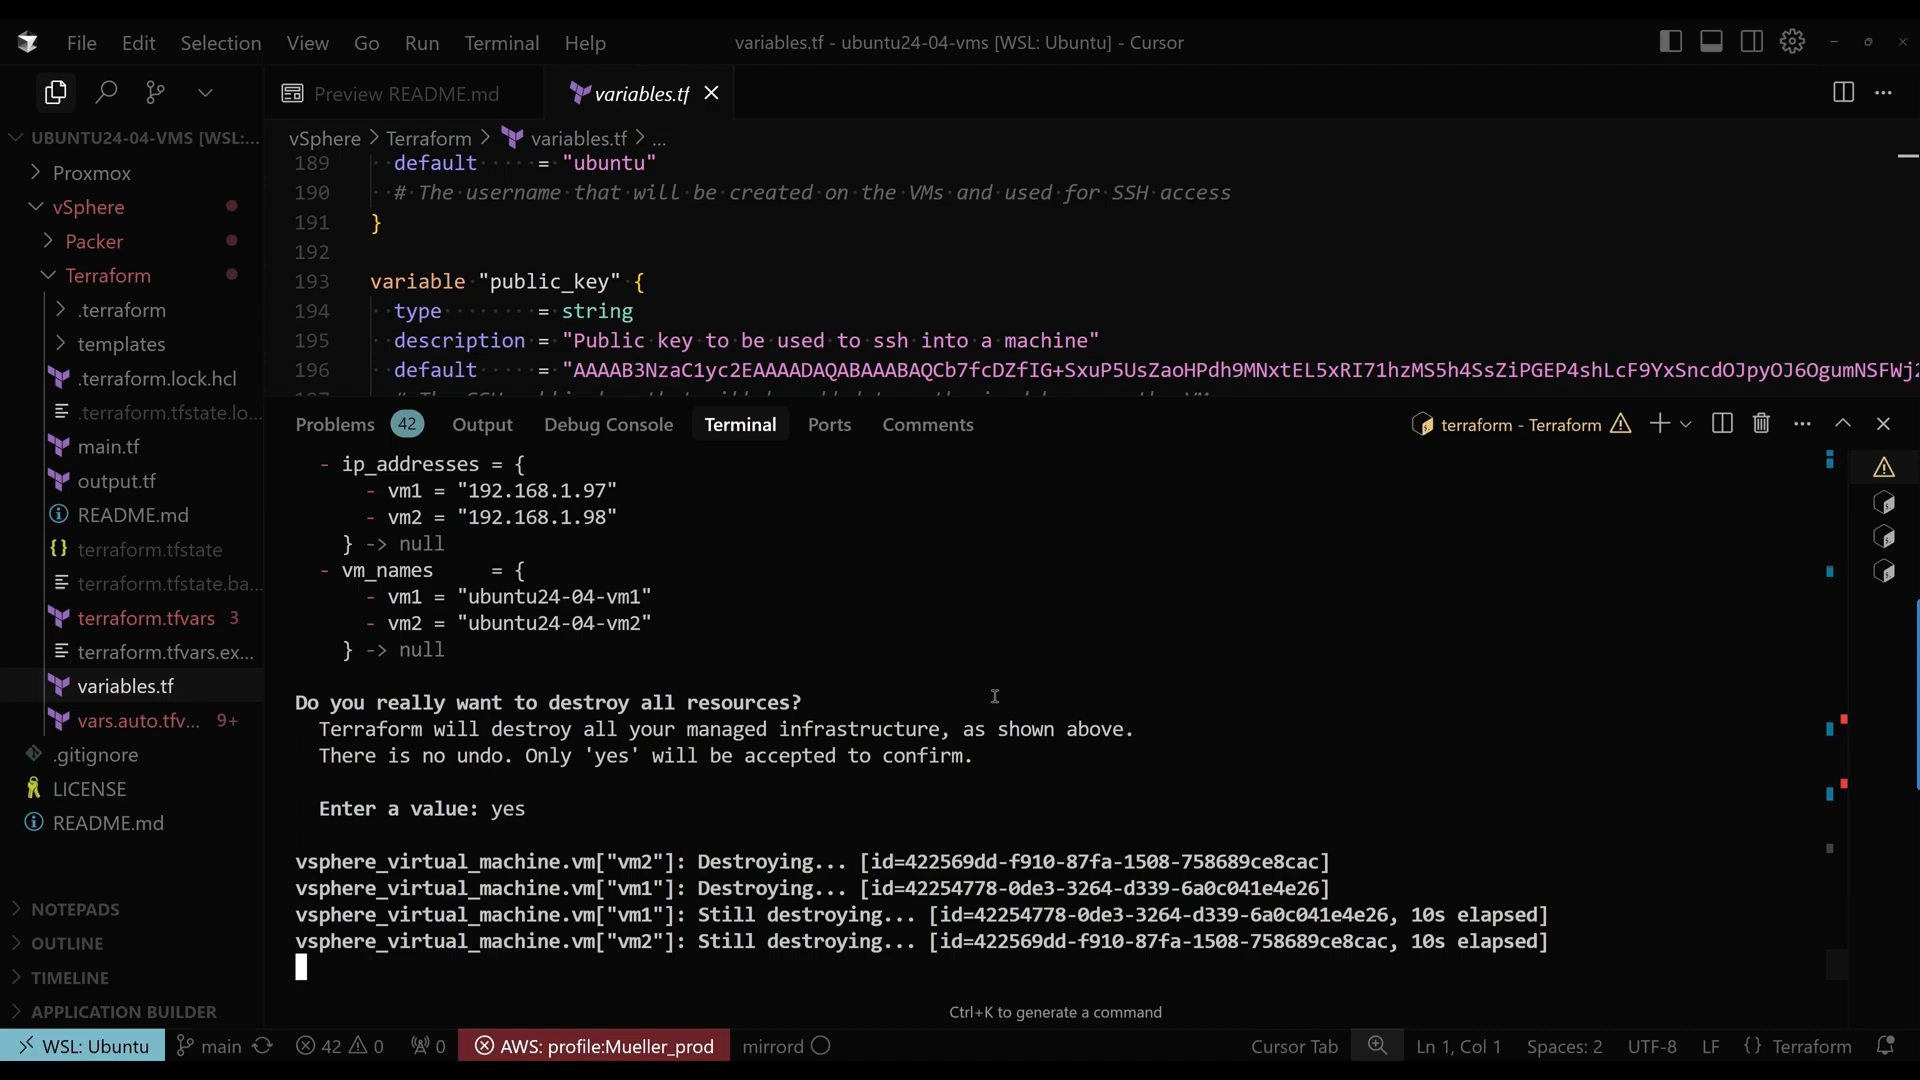 File Edit Selection View Go Run Terminal Help
variables.tf - ubuntu24-04-vms [WSL: Ubuntu] - Cursor
Preview README.md
variables.tf
UBUNTU24-04-VMS [WSL:...
Proxmox
vSphere
Packer
Terraform
.terraform
templates
.terraform.lock.hcl
.terraform.tfstate.lo...
main.tf
output.tf
README.md
terraform.tfstate
terraform.tfstate.ba...
terraform.tfvars 3
terraform.tfvars.ex...
variables.tf
vars.auto.tfv... 9+
.gitignore
LICENSE
README.md
NOTEPADS
OUTLINE
TIMELINE
APPLICATION BUILDER
vSphere > Terraform > variables.tf > ...
189 default = "ubuntu"
190 # The username that will be created on the VMs and used for SSH access
191 }
192
193 variable "public_key" {
194 type = string
195 description = "Public key to be used to ssh into a machine"
196 default = "AAAAB3NzaC1yc2EAAAADAQABAAABAQCb7fcDZfIG+SxuP5UsZaoHPdh9MNxtEL5xRI71hzMS5h4SsZiPGEP4shLcF9YxSncdOJpyOJ6OgumNSFWj2
Problems 42 Output Debug Console Terminal Ports Comments
terraform - Terraform
- ip_addresses = {
- vm1 = "192.168.1.97"
- vm2 = "192.168.1.98"
} -> null
- vm_names = {
- vm1 = "ubuntu24-04-vm1"
- vm2 = "ubuntu24-04-vm2"
} -> null
Do you really want to destroy all resources?
Terraform will destroy all your managed infrastructure, as shown above.
There is no undo. Only 'yes' will be accepted to confirm.
Enter a value: yes
vsphere_virtual_machine.vm["vm2"]: Destroying... [id=422569dd-f910-87fa-1508-758689ce8cac]
vsphere_virtual_machine.vm["vm1"]: Destroying... [id=42254778-0de3-3264-d339-6a0c041e4e26]
vsphere_virtual_machine.vm["vm1"]: Still destroying... [id=42254778-0de3-3264-d339-6a0c041e4e26, 10s elapsed]
vsphere_virtual_machine.vm["vm2"]: Still destroying... [id=422569dd-f910-87fa-1508-758689ce8cac, 10s elapsed]
Ctrl+K to generate a command
WSL: Ubuntu main 42 0 0 AWS: profile:Mueller_prod mirrord Cursor Tab Ln 1, Col 1 Spaces: 2 UTF-8 LF {} Terraform